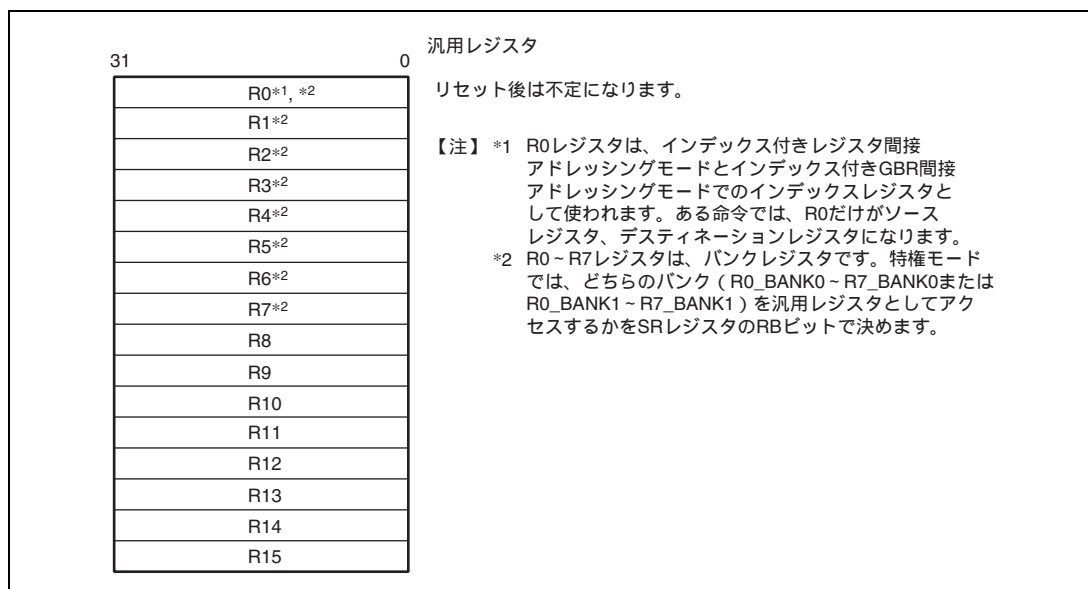 汎用レジスタ
31 0
R0*1, *2
R1*2
R2*2
R3*2
R4*2
R5*2
R6*2
R7*2
R8
R9
R10
R11
R12
R13
R14
R15
リセット後は不定になります。
【注】 *1 R0レジスタは、インデックス付きレジスタ間接
アドレッシングモードとインデックス付きGBR間接
アドレッシングモードでのインデックスレジスタと
して使われます。ある命令では、R0だけがソース
レジスタ、デスティネーションレジスタになります。
*2 R0～R7レジスタは、バンクレジスタです。特権モード
では、どちらのバンク（R0_BANK0～R7_BANK0または
R0_BANK1～R7_BANK1）を汎用レジスタとしてアク
セスするかをSRレジスタのRBビットで決めます。